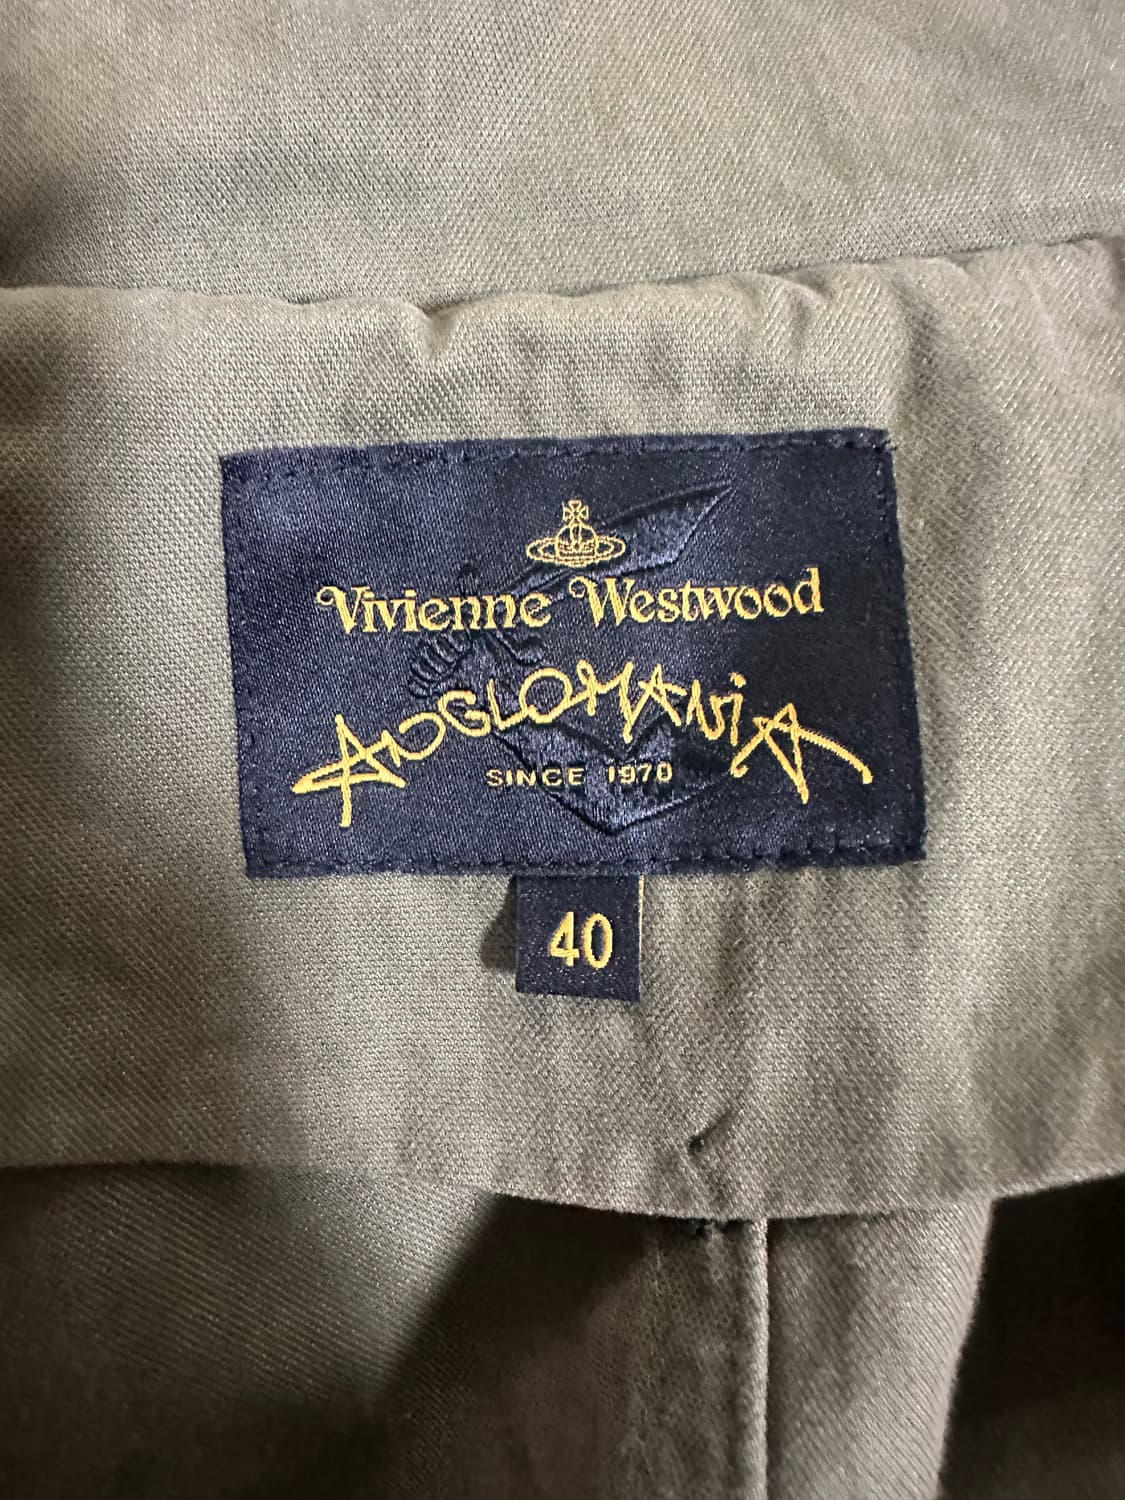 Vivienne Westwood
ANGLOMANIA
SINCE 1970
40